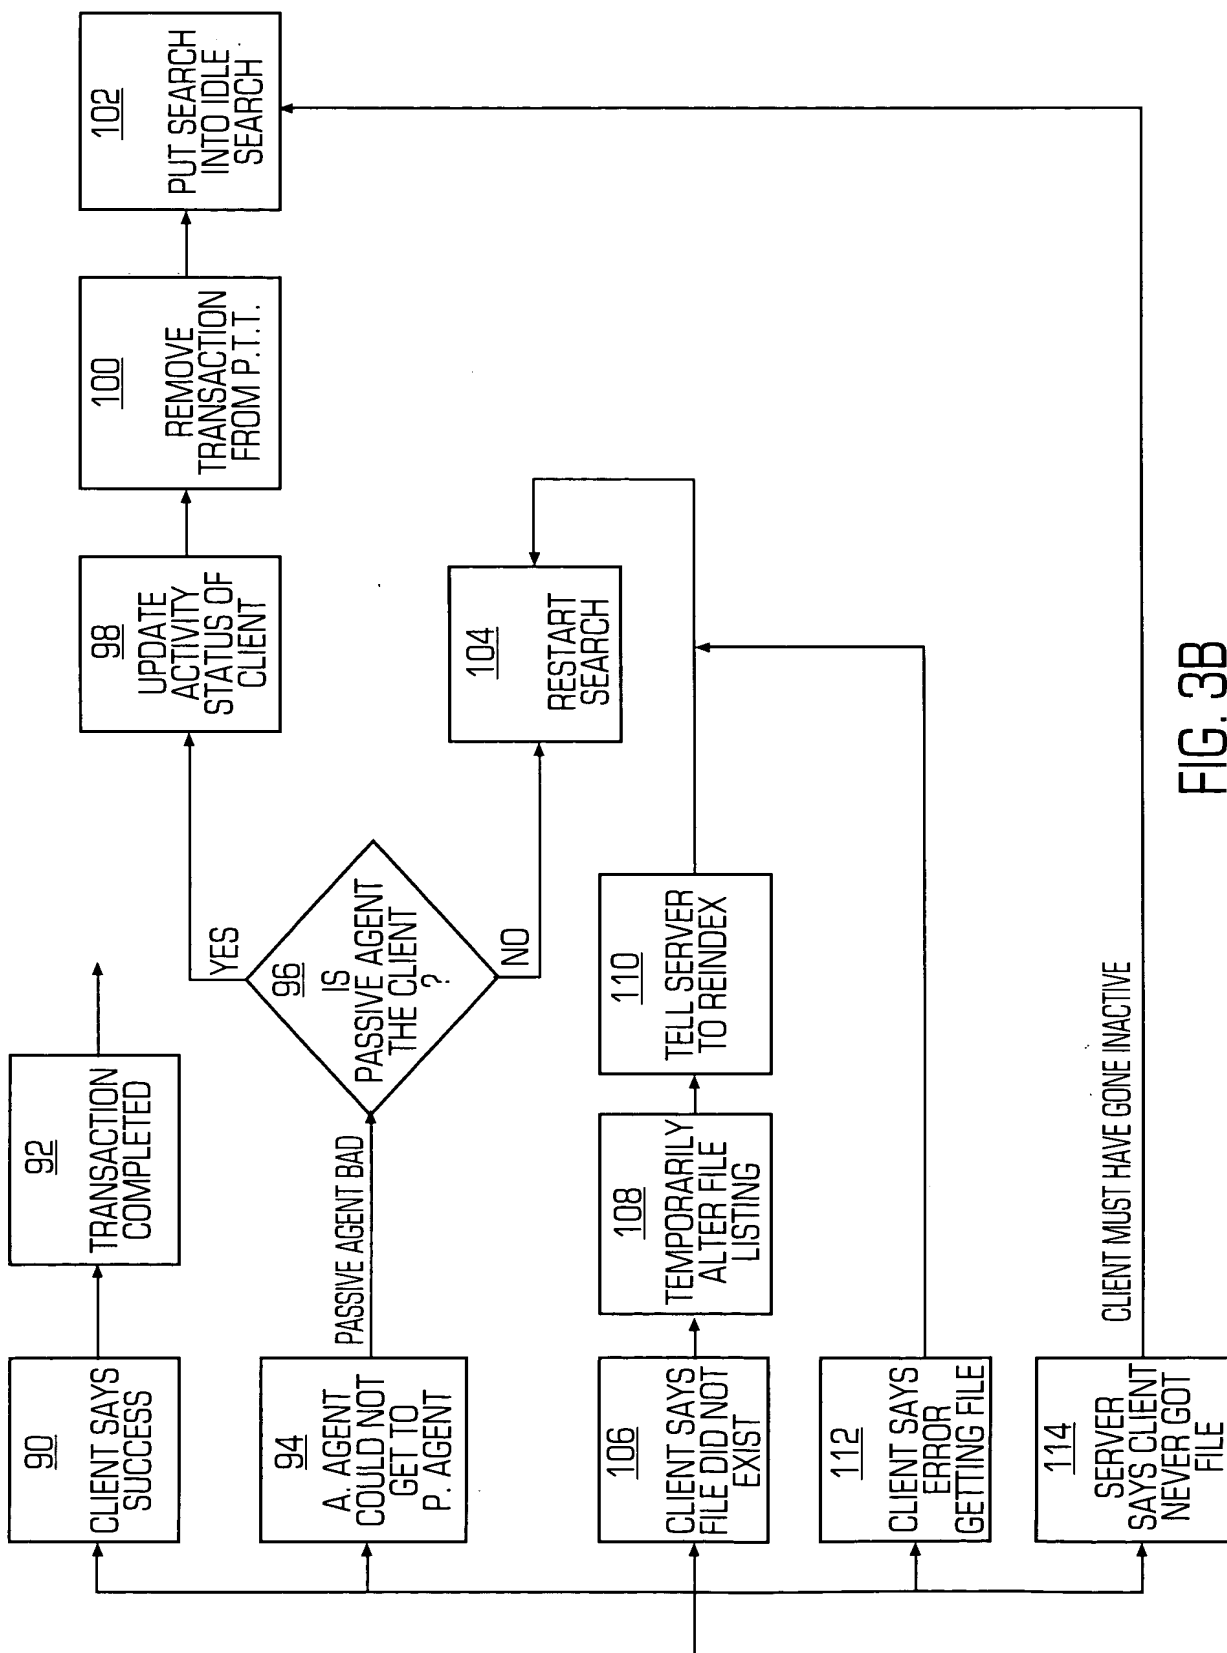 90
CLIENT SAYS
SUCCESS
92
TRANSACTION
COMPLETED
94
A. AGENT
COULD NOT
GET TO
P. AGENT
PASSIVE AGENT BAD
96
IS
PASSIVE AGENT
THE CLIENT
?
YES
NO
98
UPDATE
ACTIVITY
STATUS OF
CLIENT
100
REMOVE
TRANSACTION
FROM P.T.T.
102
PUT SEARCH
INTO IDLE
SEARCH
104
RESTART
SEARCH
106
CLIENT SAYS
FILE DID NOT
EXIST
108
TEMPORARILY
ALTER FILE
LISTING
110
TELL SERVER
TO REINDEX
112
CLIENT SAYS
ERROR
GETTING FILE
114
SERVER
SAYS CLIENT
NEVER GOT
FILE
CLIENT MUST HAVE GONE INACTIVE
FIG. 3B